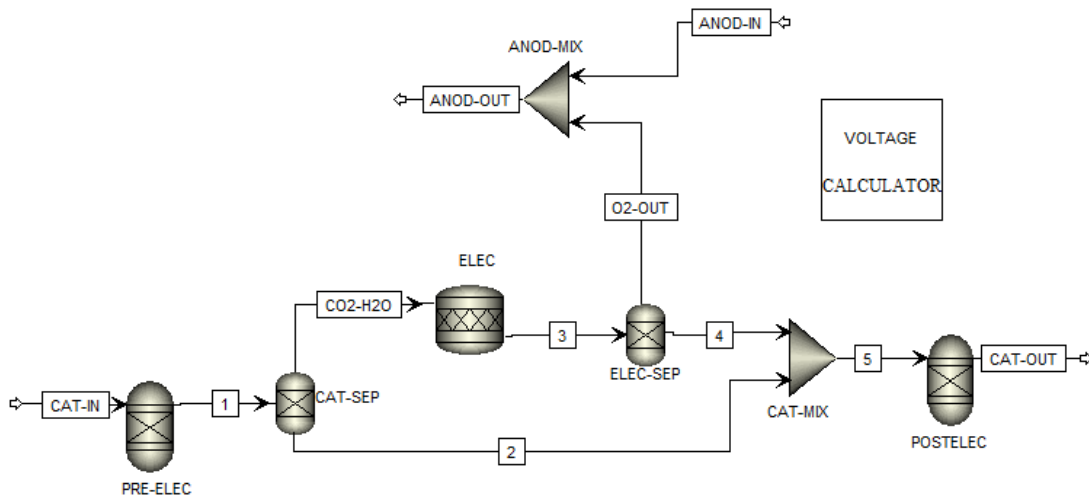 ANOD-IN
ANOD-MIX
ANOD-OUT
VOLTAGE
CALCULATOR
O2-OUT
ELEC
CO2-H2O
3
4
5
CAT-OUT
ELEC-SEP
CAT-IN
1
CAT-SEP
CAT-MIX
POSTELEC
2
PRE-ELEC